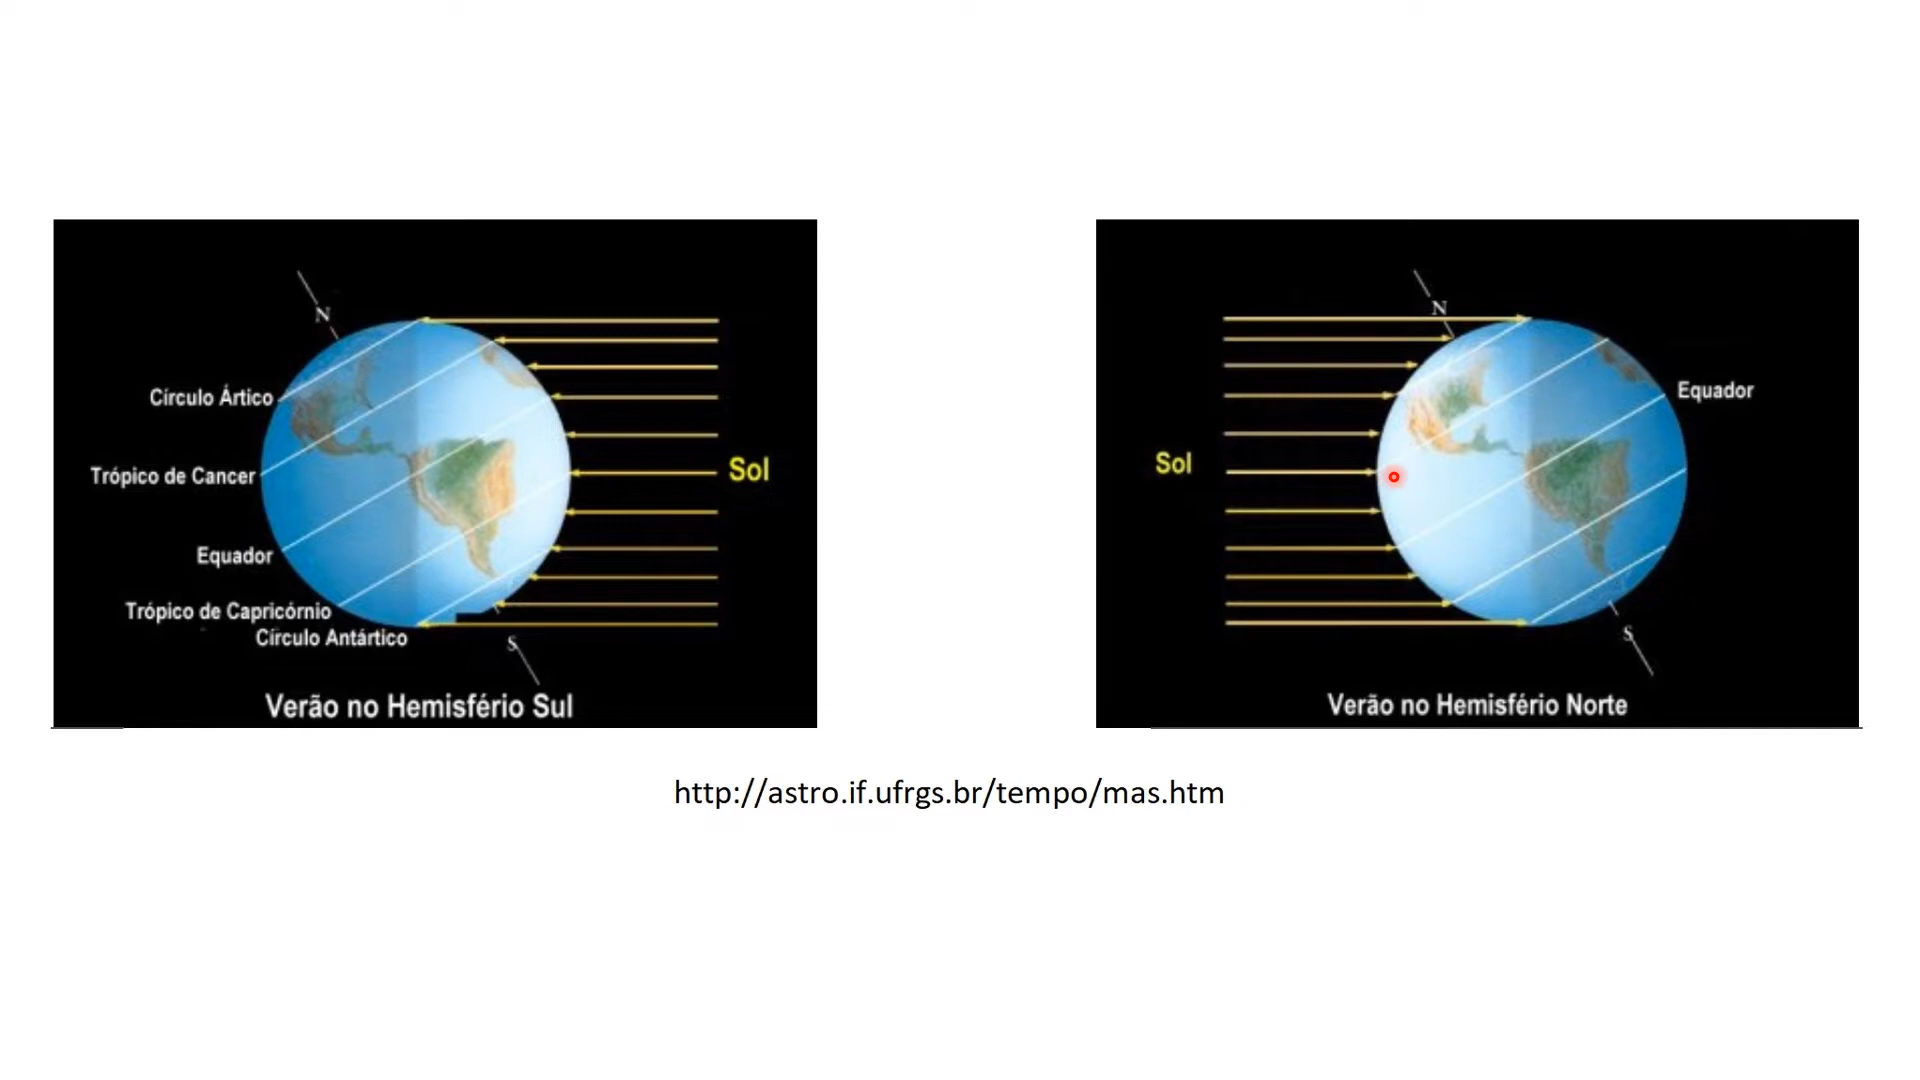 N
Círculo Ártico
Trópico de Cancer
Sol
Equador
Trópico de Capricórnio
Círculo Antártico
S
Verão no Hemisfério Sul
N
Equador
Sol
S
Verão no Hemisfério Norte
http://astro.if.ufrgs.br/tempo/mas.htm